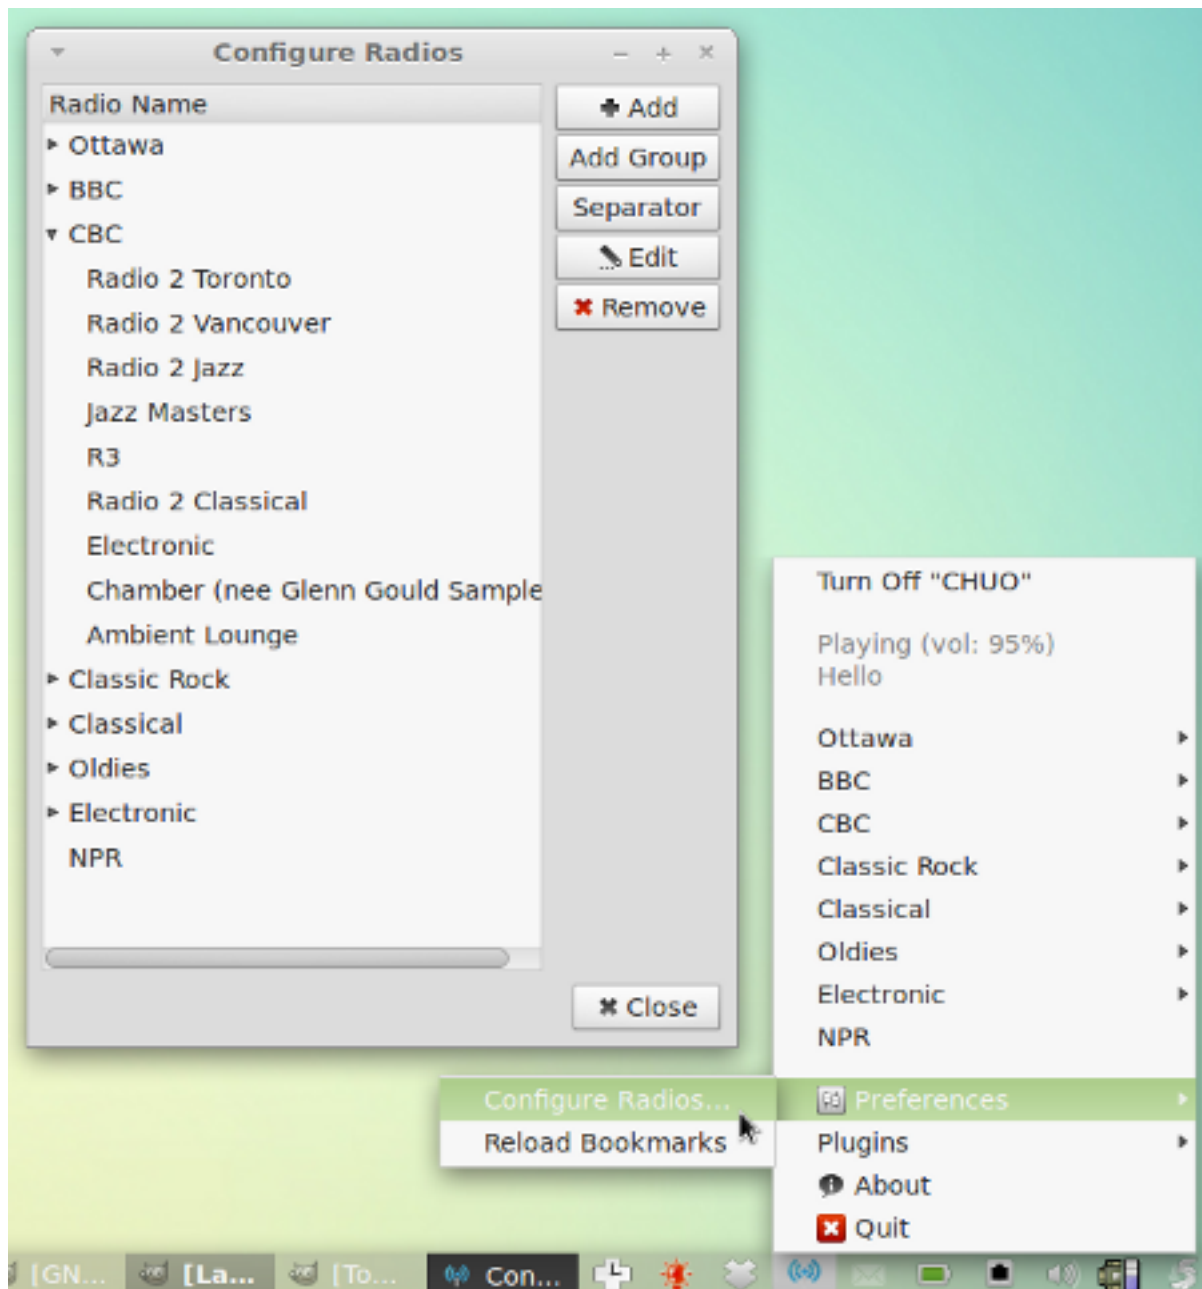 Configure Radios
Radio Name
Ottawa
BBC
CBC
Radio 2 Toronto
Radio 2 Vancouver
Radio 2 Jazz
Jazz Masters
R3
Radio 2 Classical
Electronic
Chamber (nee Glenn Gould Sample
Ambient Lounge
Classic Rock
Classical
Oldies
Electronic
NPR
Add
Add Group
Separator
Edit
Remove
Close
Turn Off "CHUO"
Playing (vol: 95%)
Hello
Ottawa
BBC
CBC
Classic Rock
Classical
Oldies
Electronic
NPR
Preferences
Plugins
About
Quit
Configure Radios...
Reload Bookmarks
[GN...
[La...
[To...
Con...